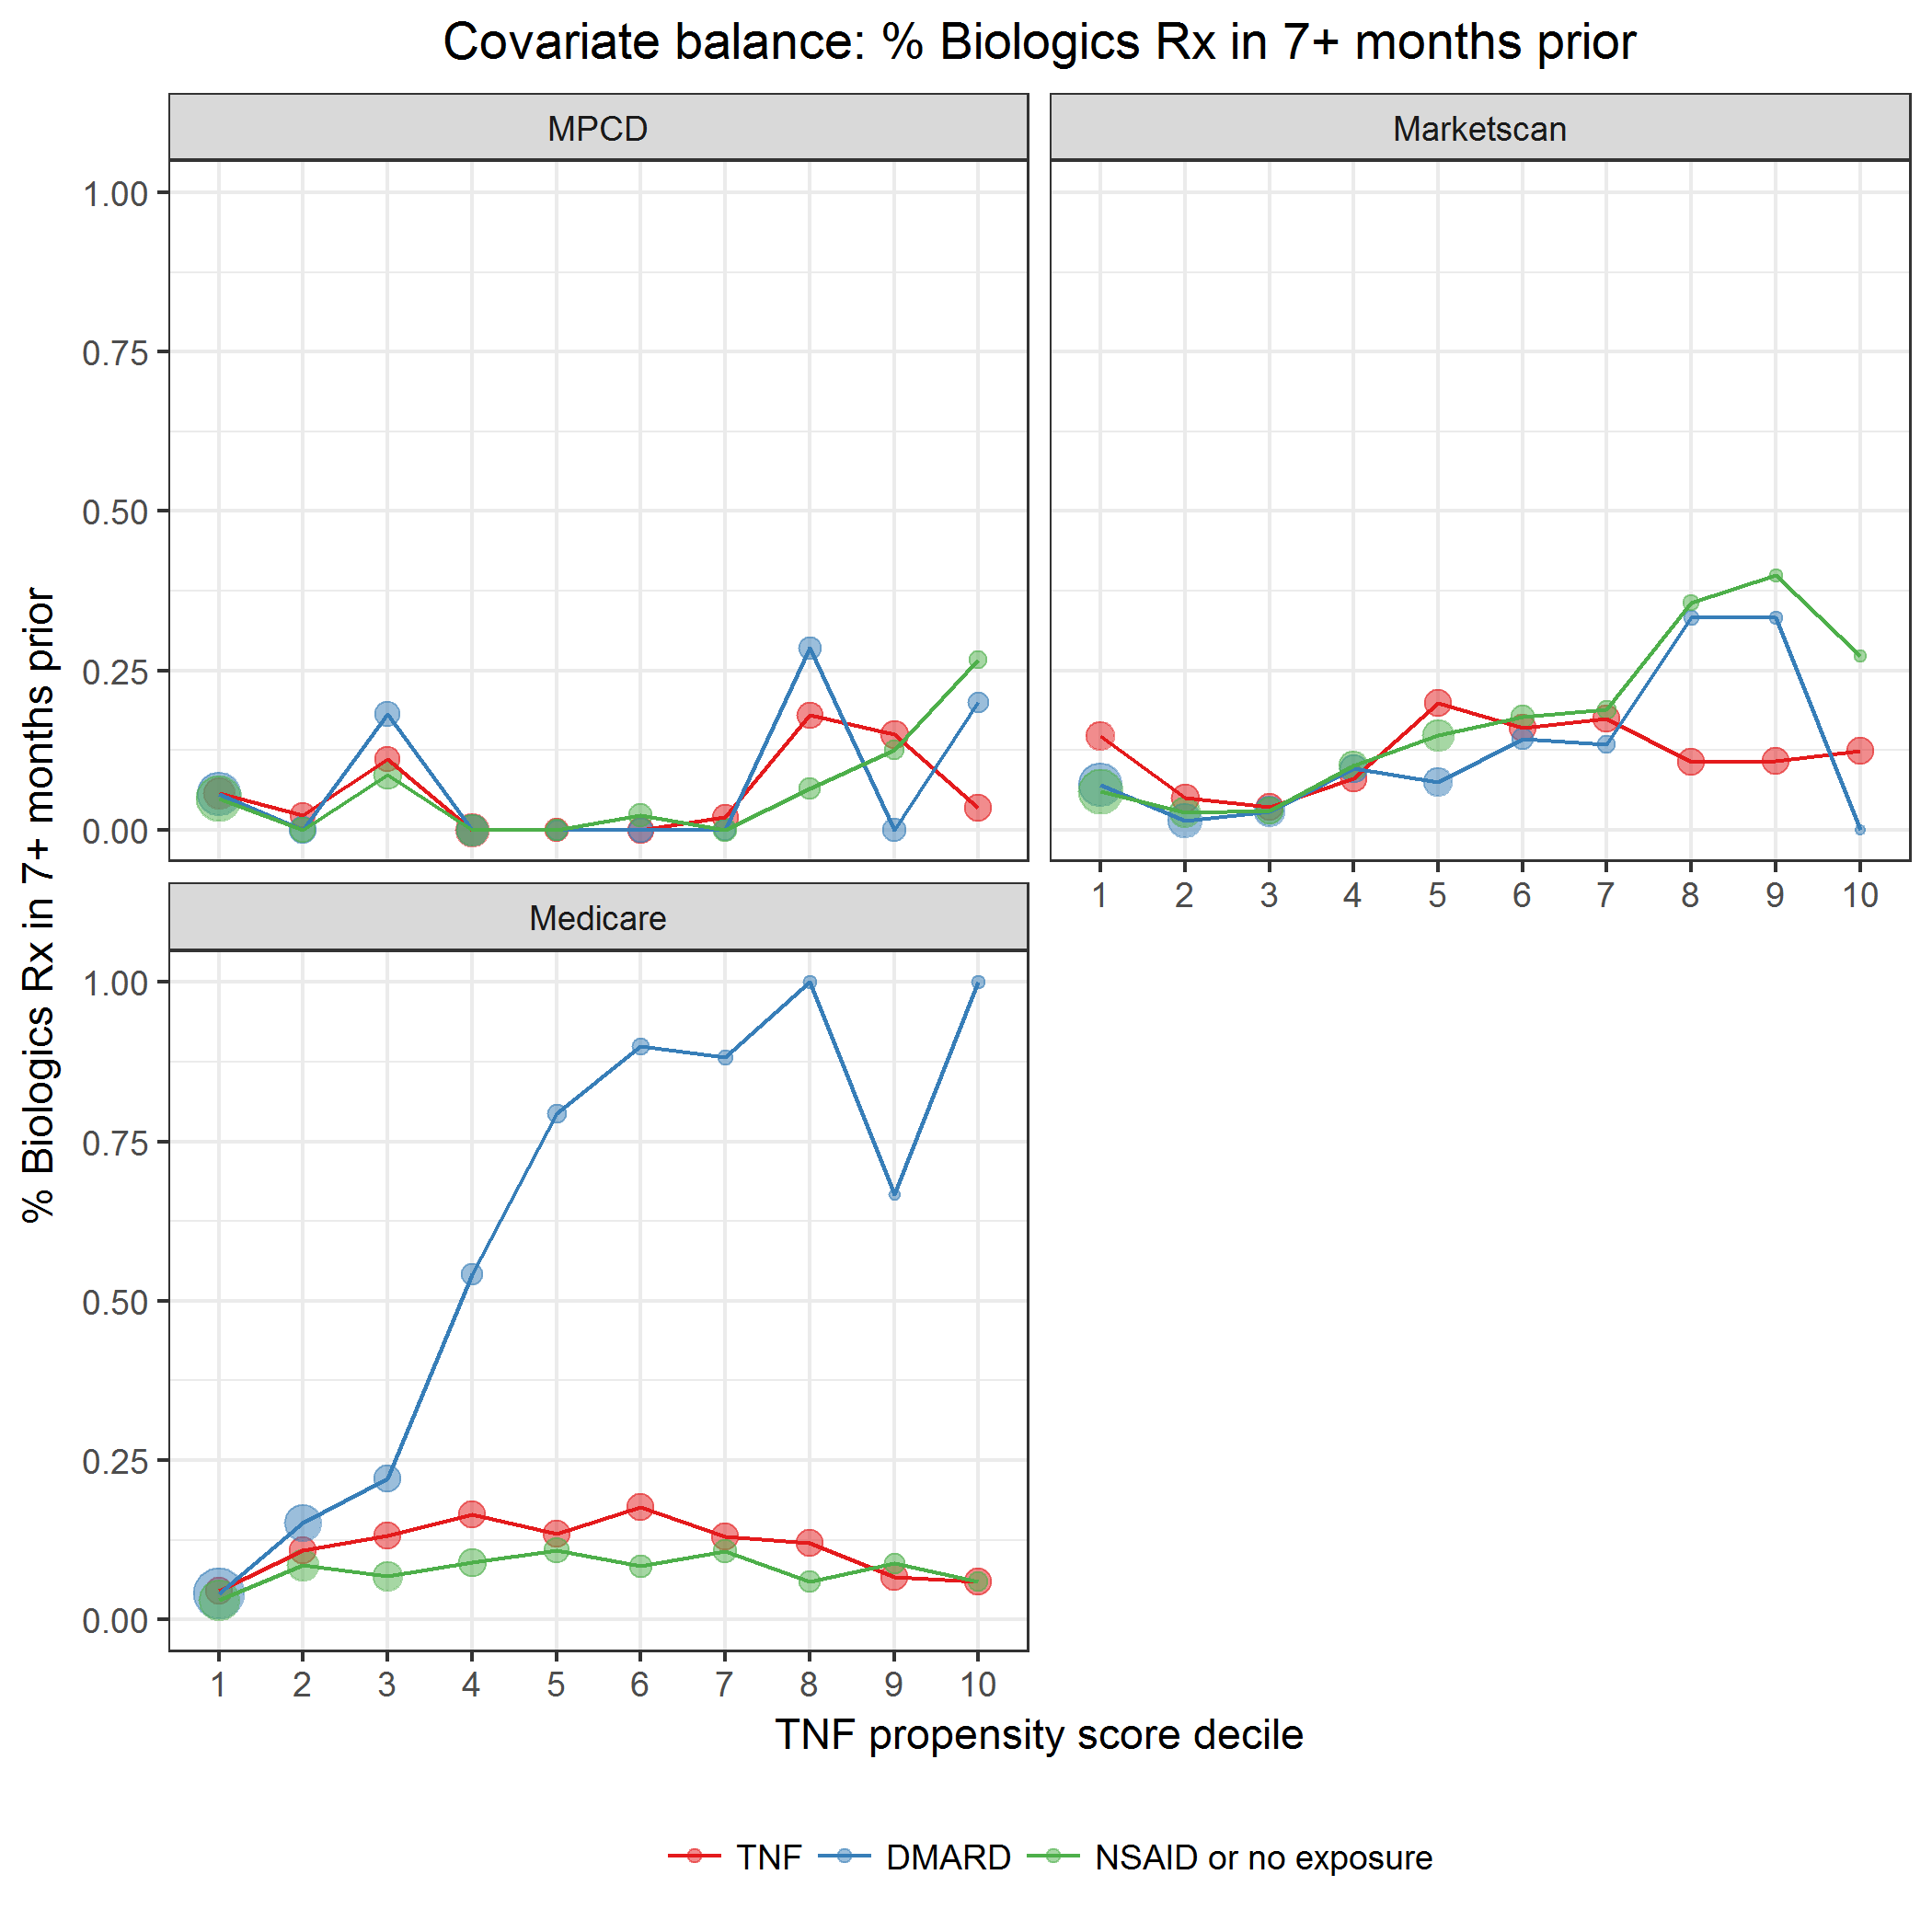 Covariate balance: % Biologics Rx in 7+ months prior
MPCD
Marketscan
1.00
0.75
0.50
0.25
0.00
1 2 3 4 5 6 7 8 9 10
Medicare
1.00
0.75
0.50
0.25
0.00
1 2 3 4 5 6 7 8 9 10
% Biologics Rx in 7+ months prior
TNF propensity score decile
TNF DMARD NSAID or no exposure